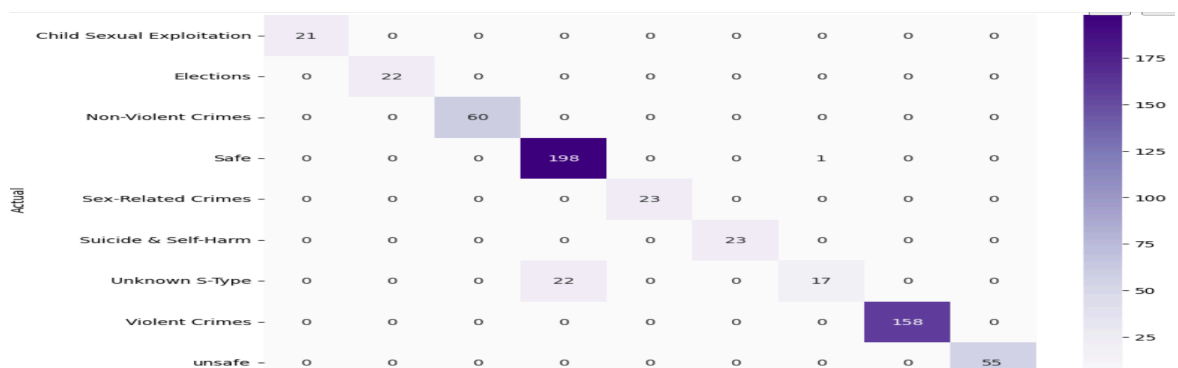 Child Sexual Exploitation - 21 0 0 0 0 0 0 0 0
175
Elections - 0 22 0 0 0 0 0 0 0
150
Non-Violent Crimes - 0 0 60 0 0 0 0 0 0
125
Safe - 0 0 0 198 0 0 1 0 0
100
Actual
Sex-Related Crimes - 0 0 0 0 23 0 0 0 0
75
Suicide & Self-Harm - 0 0 0 0 0 23 0 0 0
Unknown S-Type - 0 0 0 22 0 0 17 0 0
50
Violent Crimes - 0 0 0 0 0 0 0 158 0
25
unsafe - 0 0 0 0 0 0 0 0 55